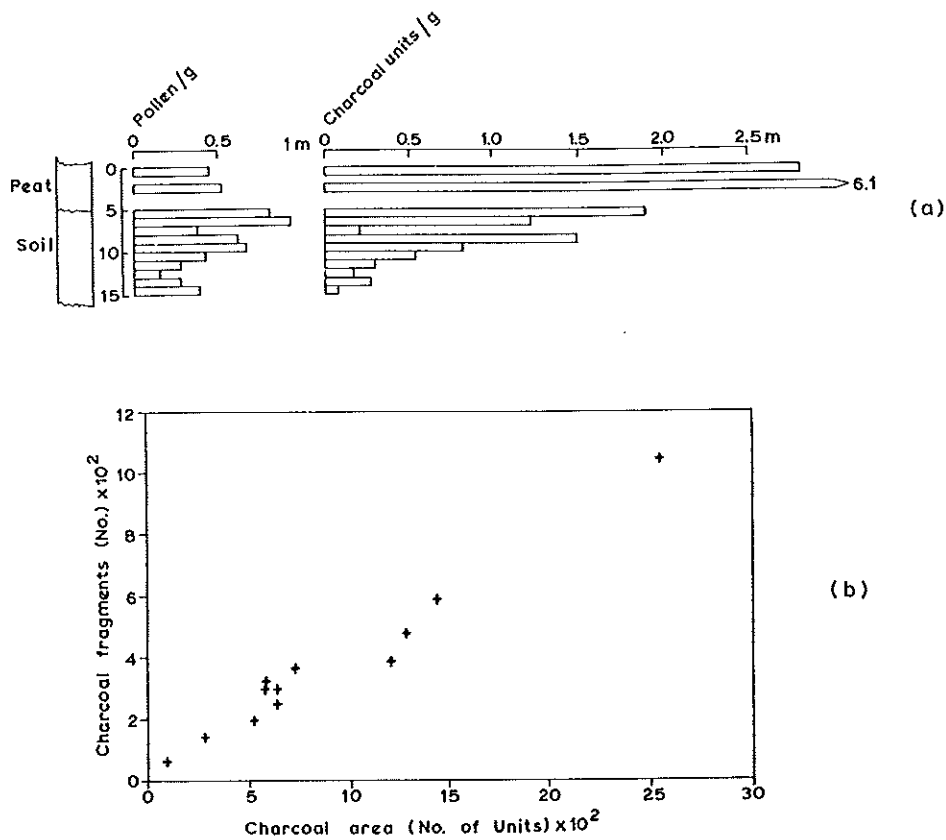 Pollen/g
Charcoal units/g
0 0.5 1m
0 0.5 1.0 1.5 2.0 2.5m
Peat
Soil
0
5
10
15
6.1
(a)
12
10
8
6
4
2
0
Charcoal fragments (No.) x10²
0 5 10 15 20 25 30
Charcoal area (No. of Units) x10²
(b)